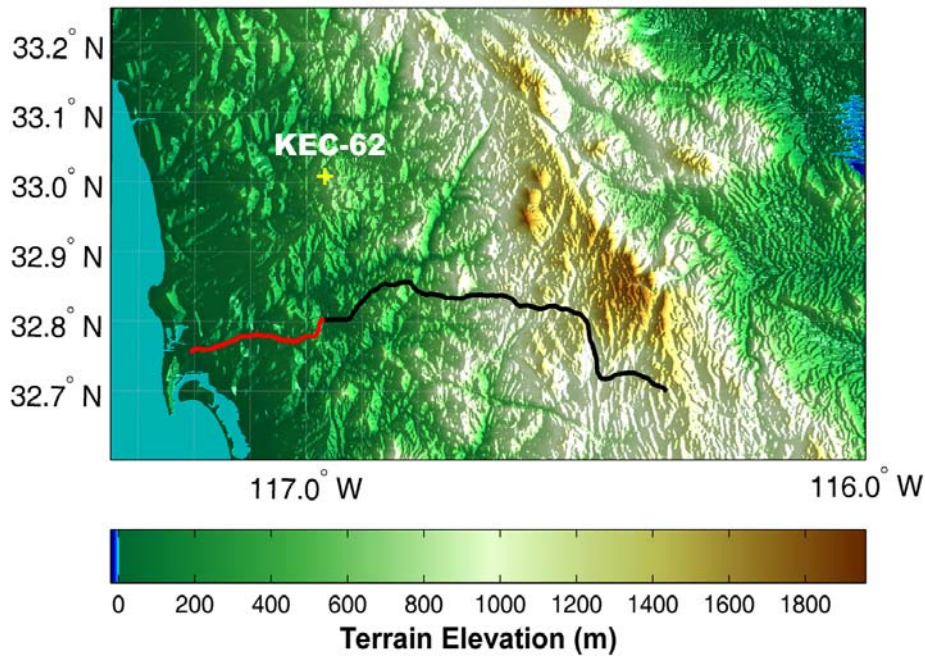 33.2° N
33.1° N
KEC-62
33.0° N
32.9° N
32.8° N
32.7° N
117.0° W 116.0° W
0 200 400 600 800 1000 1200 1400 1600 1800
Terrain Elevation (m)